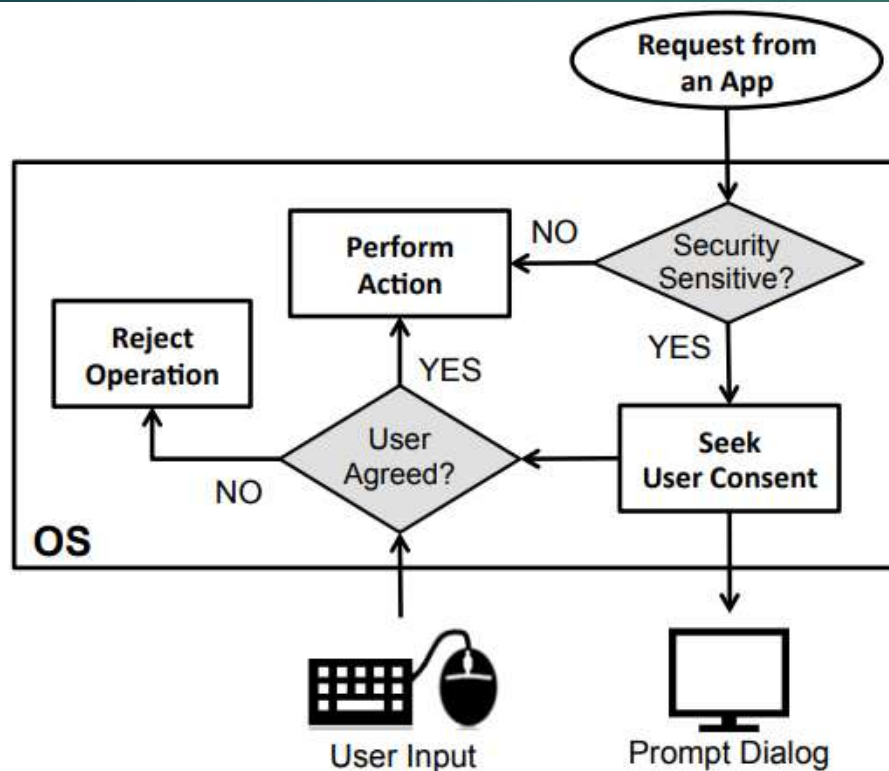 Request from
an App
NO
Security
Sensitive?
Perform
Action
YES
Reject
Operation
YES
User
Agreed?
Seek
User Consent
NO
OS
User Input
Prompt Dialog